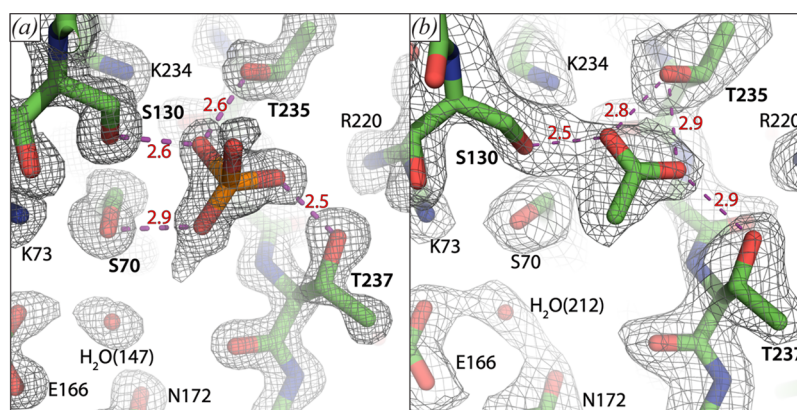 (a)
K234
S130
2.6
T235
2.6
R220
2.9
2.5
K73
S70
T237
H₂O(147)
E166
N172
(b)
K234
T235
2.8
2.5
2.9
R220
S130
2.9
K73
S70
H₂O(212)
T237
E166
N172